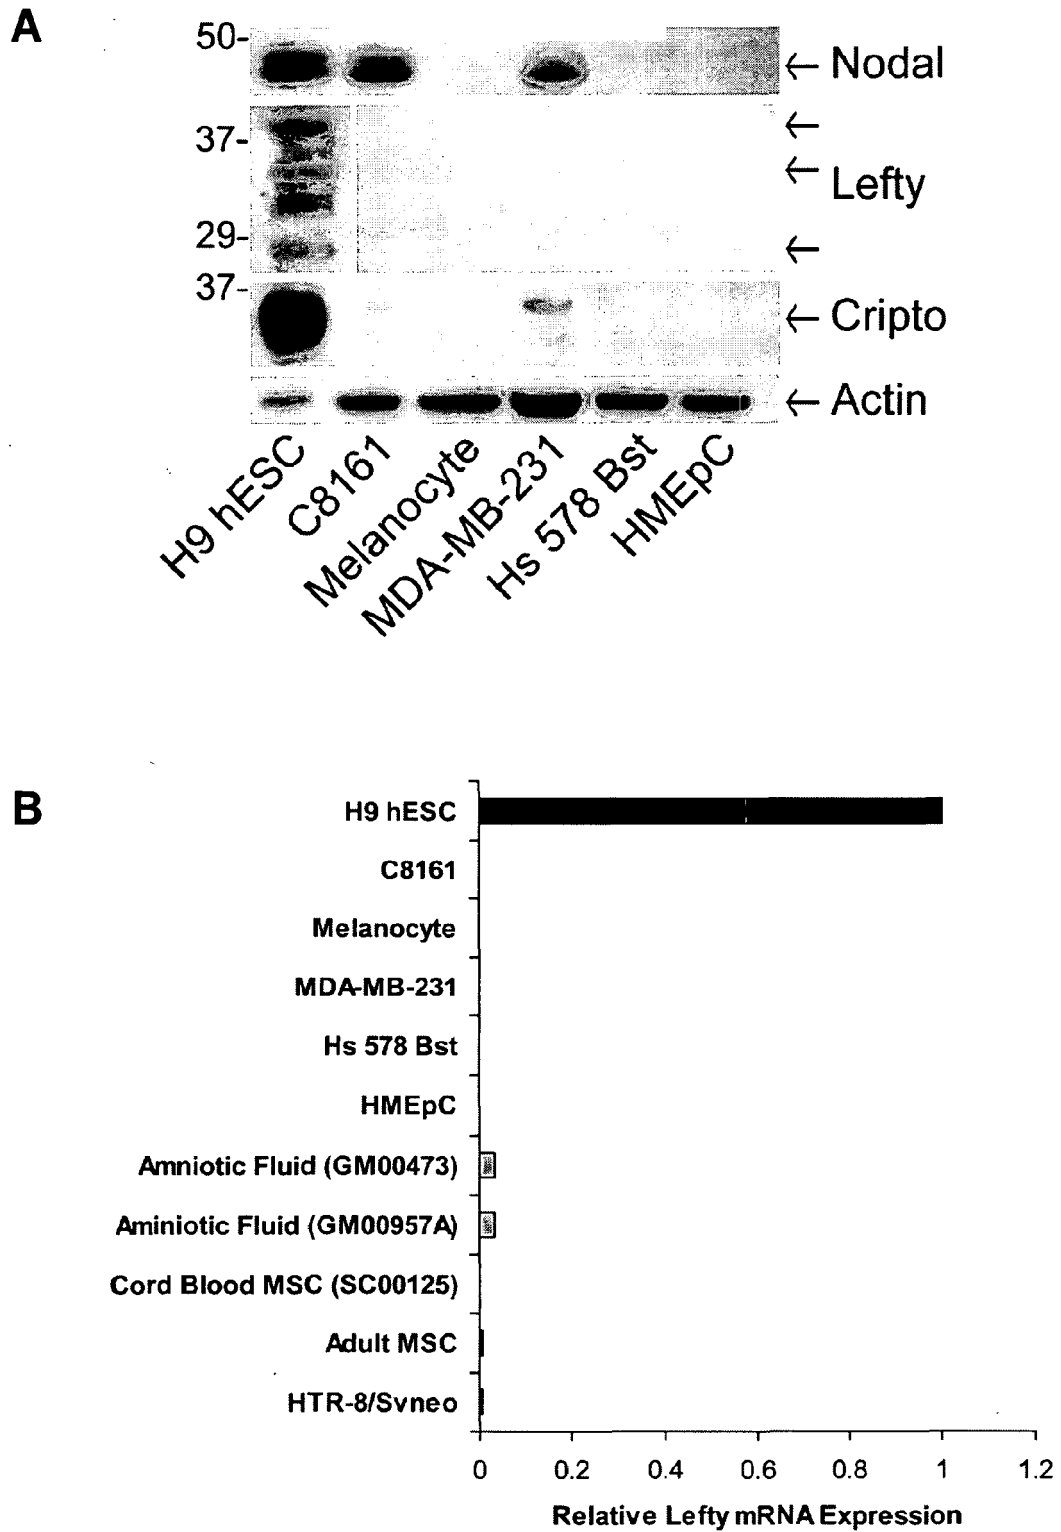 A
50-
← Nodal
←
37-
←
Lefty
29-
←
37-
← Cripto
← Actin
H9 hESC
C8161
Melanocyte
MDA-MB-231
Hs 578 Bst
HMEpC
B
H9 hESC
C8161
Melanocyte
MDA-MB-231
Hs 578 Bst
HMEpC
Amniotic Fluid (GM00473)
Aminiotic Fluid (GM00957A)
Cord Blood MSC (SC00125)
Adult MSC
HTR-8/Svneo
0 0.2 0.4 0.6 0.8 1 1.2
Relative Lefty mRNA Expression